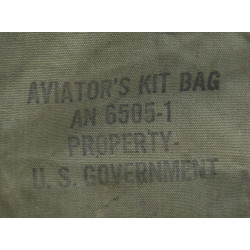 AVIATOR'S KIT BAG
AN 6505-1
PROPERTY-
U. S. GOVERNMENT